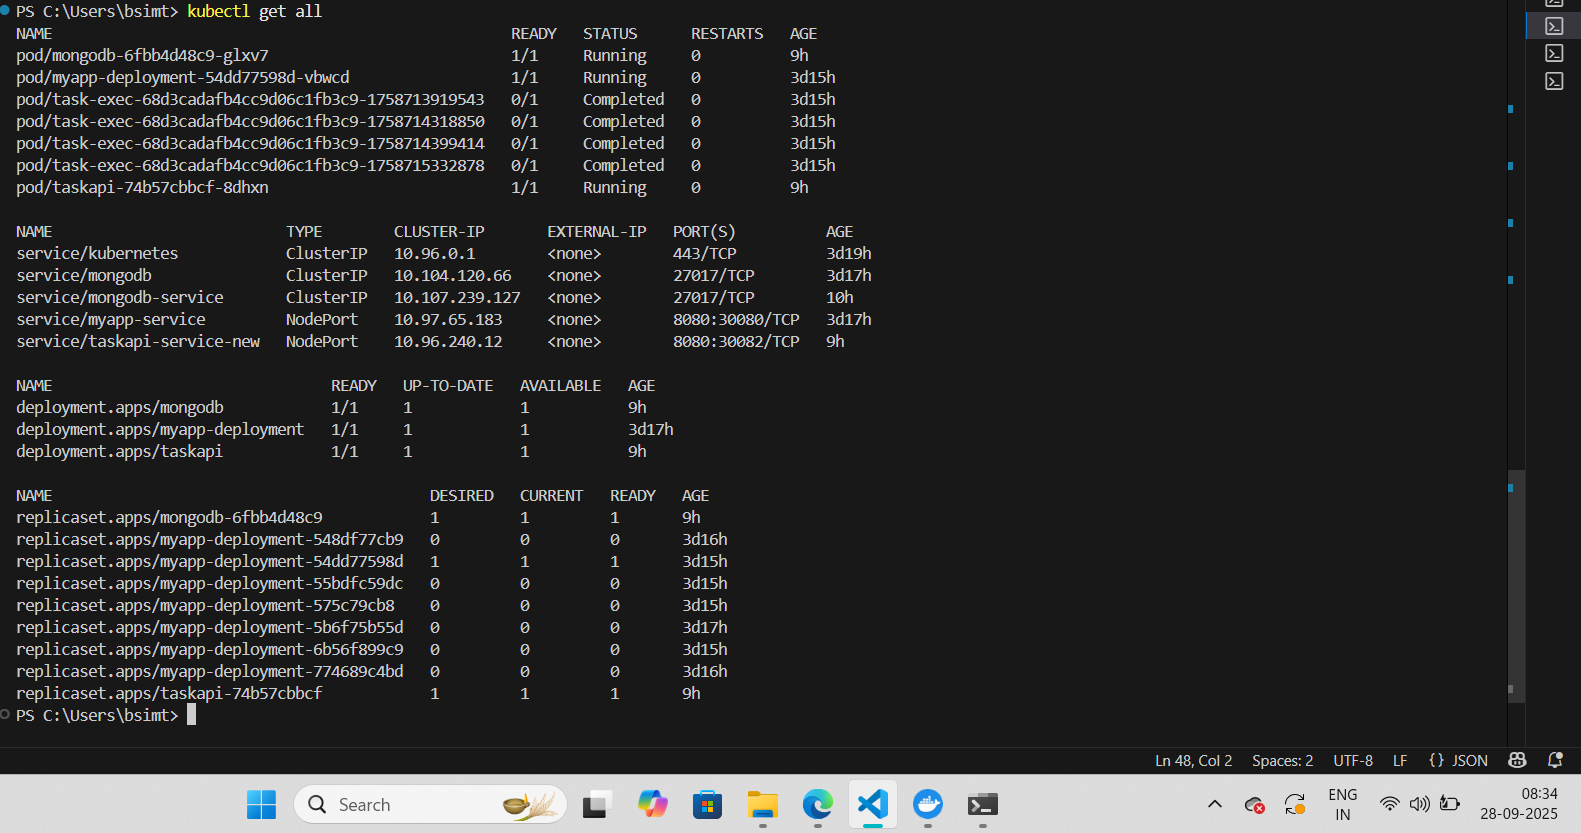 PS C:\Users\bsimt> kubectl get all
NAME READY STATUS RESTARTS AGE
pod/mongodb-6fbb4d48c9-glxv7 1/1 Running 0 9h
pod/myapp-deployment-54dd77598d-vbwcd 1/1 Running 0 3d15h
pod/task-exec-68d3cadafb4cc9d06c1fb3c9-1758713919543 0/1 Completed 0 3d15h
pod/task-exec-68d3cadafb4cc9d06c1fb3c9-1758714318850 0/1 Completed 0 3d15h
pod/task-exec-68d3cadafb4cc9d06c1fb3c9-1758714399414 0/1 Completed 0 3d15h
pod/task-exec-68d3cadafb4cc9d06c1fb3c9-1758715332878 0/1 Completed 0 3d15h
pod/taskapi-74b57cbbcf-8dhxn 1/1 Running 0 9h
NAME TYPE CLUSTER-IP EXTERNAL-IP PORT(S) AGE
service/kubernetes ClusterIP 10.96.0.1 <none> 443/TCP 3d19h
service/mongodb ClusterIP 10.104.120.66 <none> 27017/TCP 3d17h
service/mongodb-service ClusterIP 10.107.239.127 <none> 27017/TCP 10h
service/myapp-service NodePort 10.97.65.183 <none> 8080:30080/TCP 3d17h
service/taskapi-service-new NodePort 10.96.240.12 <none> 8080:30082/TCP 9h
NAME READY UP-TO-DATE AVAILABLE AGE
deployment.apps/mongodb 1/1 1 1 9h
deployment.apps/myapp-deployment 1/1 1 1 3d17h
deployment.apps/taskapi 1/1 1 1 9h
NAME DESIRED CURRENT READY AGE
replicaset.apps/mongodb-6fbb4d48c9 1 1 1 9h
replicaset.apps/myapp-deployment-548df77cb9 0 0 0 3d16h
replicaset.apps/myapp-deployment-54dd77598d 1 1 1 3d15h
replicaset.apps/myapp-deployment-55bdfc59dc 0 0 0 3d15h
replicaset.apps/myapp-deployment-575c79cb8 0 0 0 3d15h
replicaset.apps/myapp-deployment-5b6f75b55d 0 0 0 3d17h
replicaset.apps/myapp-deployment-6b56f899c9 0 0 0 3d15h
replicaset.apps/myapp-deployment-774689c4bd 0 0 0 3d16h
replicaset.apps/taskapi-74b57cbbcf 1 1 1 9h
PS C:\Users\bsimt>
Ln 48, Col 2 Spaces: 2 UTF-8 LF {} JSON
Search
ENG
IN
08:34
28-09-2025